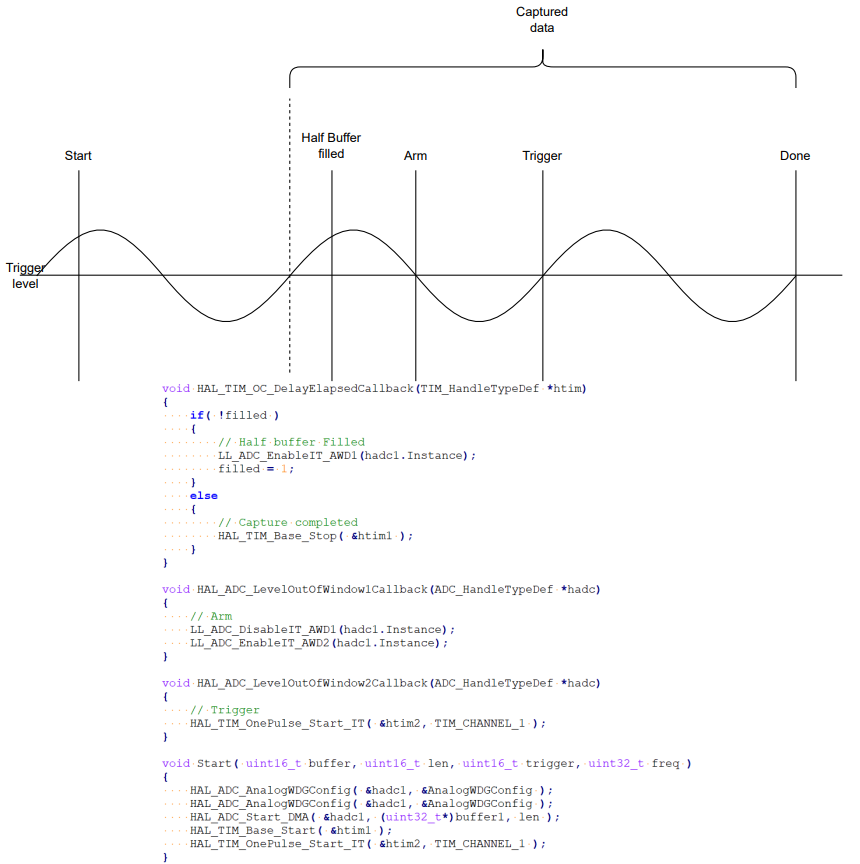 Captured
data
Half Buffer
filled
Start
Arm
Trigger
Done
Trigger
level
void HAL_TIM_OC_DelayElapsedCallback(TIM_HandleTypeDef *htim)
{
    if( !filled )
    {
        // Half buffer Filled
        LL_ADC_EnableIT_AWD1(hadc1.Instance);
        filled = 1;
    }
    else
    {
        // Capture completed
        HAL_TIM_Base_Stop( &htim1 );
    }
}

void HAL_ADC_LevelOutOfWindow1Callback(ADC_HandleTypeDef *hadc)
{
    // Arm
    LL_ADC_DisableIT_AWD1(hadc1.Instance);
    LL_ADC_EnableIT_AWD2(hadc1.Instance);
}

void HAL_ADC_LevelOutOfWindow2Callback(ADC_HandleTypeDef *hadc)
{
    // Trigger
    HAL_TIM_OnePulse_Start_IT( &htim2, TIM_CHANNEL_1 );
}

void Start( uint16_t buffer, uint16_t len, uint16_t trigger, uint32_t freq )
{
    HAL_ADC_AnalogWDGConfig( &hadc1, &AnalogWDGConfig );
    HAL_ADC_AnalogWDGConfig( &hadc1, &AnalogWDGConfig );
    HAL_ADC_Start_DMA( &hadc1, (uint32_t*)buffer1, len );
    HAL_TIM_Base_Start( &htim1 );
    HAL_TIM_OnePulse_Start_IT( &htim2, TIM_CHANNEL_1 );
}